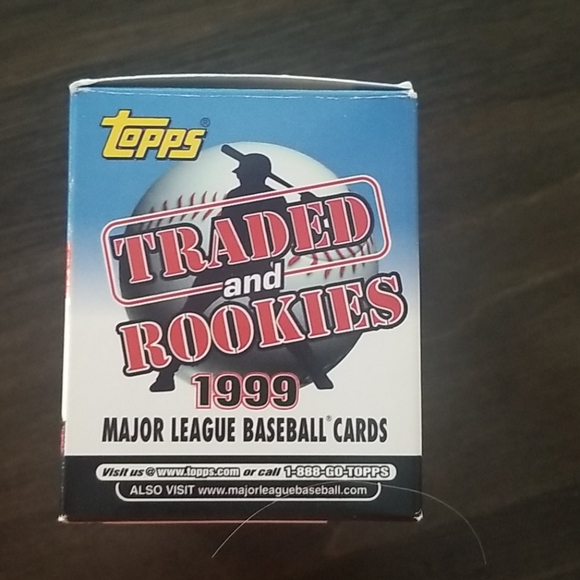 TOPPS®
TRADED
and
ROOKIES
1999
MAJOR LEAGUE BASEBALL® CARDS
Visit us @ www.topps.com or call 1-888-GO-TOPPS
ALSO VISIT www.majorleaguebaseball.com